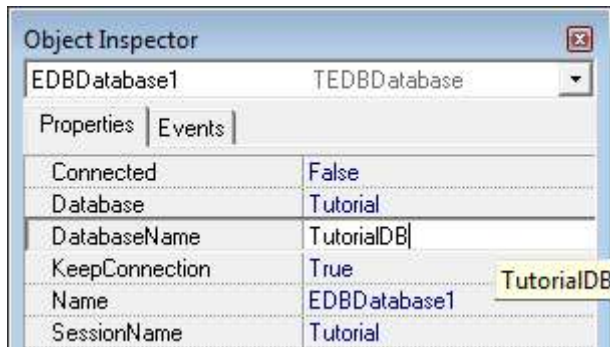 Object Inspector
EDBDatabase1 TEDBDatabase
Properties Events
Connected False
Database Tutorial
DatabaseName TutorialDB
KeepConnection True
TutorialDB
Name EDBDatabase1
SessionName Tutorial